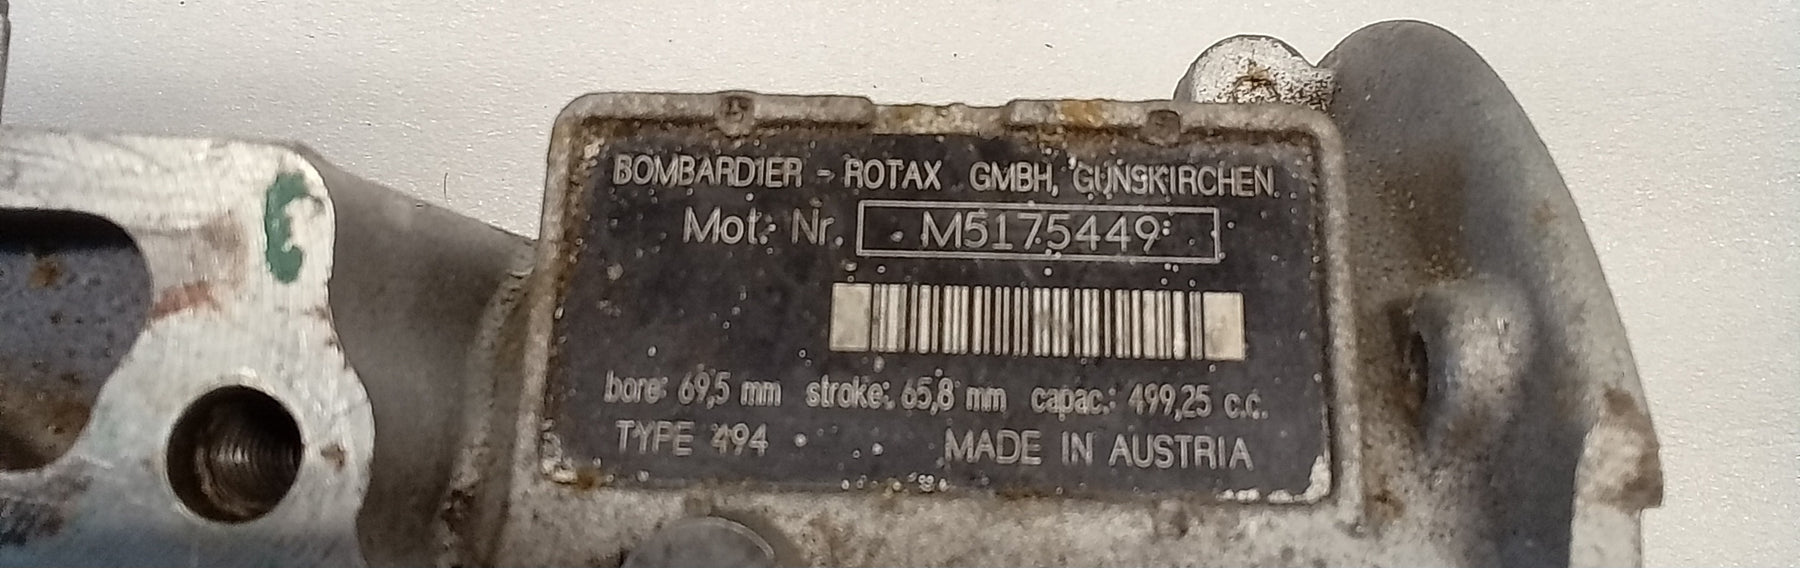 BOMBARDIER - ROTAX GMBH, GUNSKIRCHEN
Mot. Nr. M5175449
bore: 69,5 mm stroke: 65,8 mm capac.: 499,25 c.c.
TYPE 494 MADE IN AUSTRIA